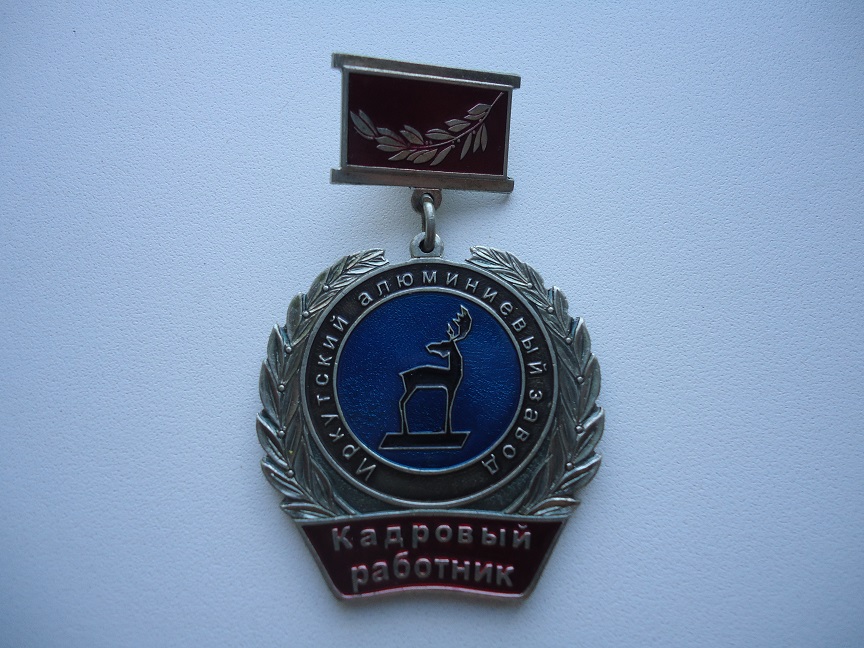 Иркутский алюминиевый завод
Кадровый
работник